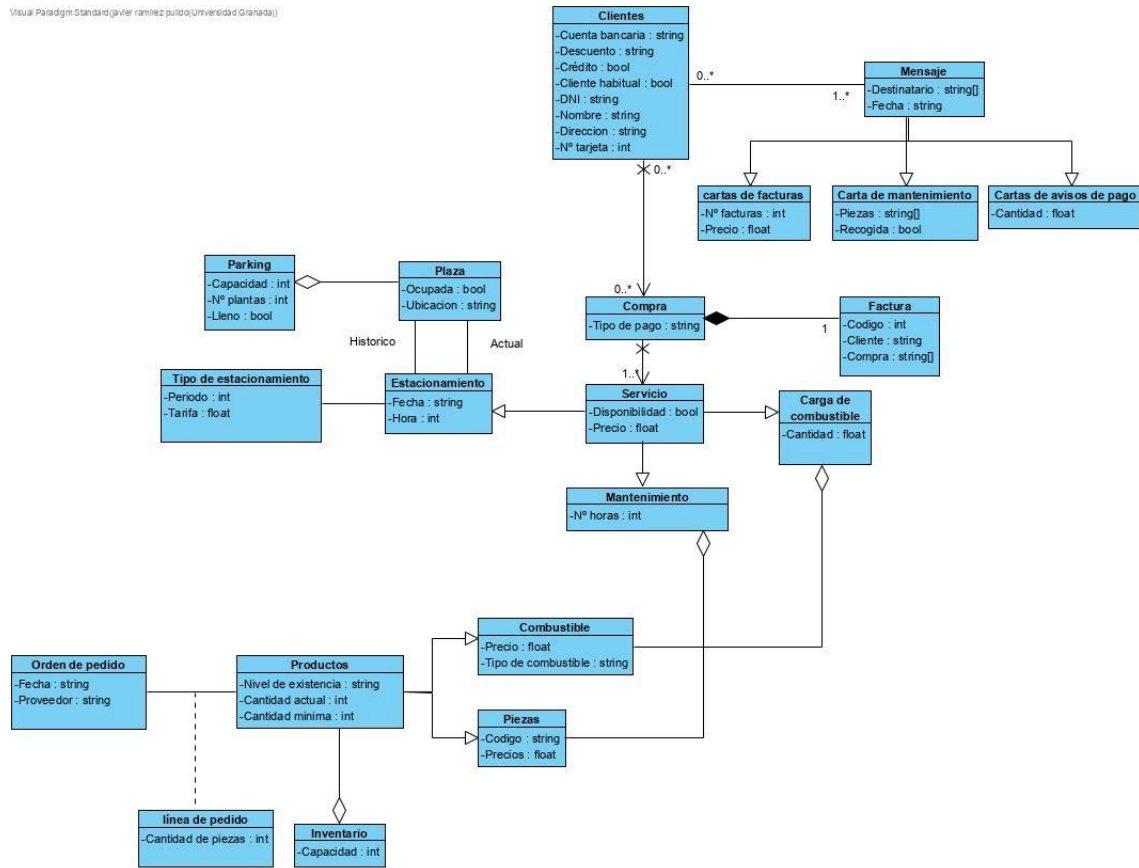 Visual Paradigm Standard(javier ramirez pulido(Universidad Granada))
Clientes
-Cuenta bancaria : string
-Descuento : string
-Crédito : bool
-Cliente habitual : bool
-DNI : string
-Nombre : string
-Direccion : string
-Nº tarjeta : int
0..*
1..*
Mensaje
-Destinatario : string[]
-Fecha : string
0..*
cartas de facturas
-Nº facturas : int
-Precio : float
Carta de mantenimiento
-Piezas : string[]
-Recogida : bool
Cartas de avisos de pago
-Cantidad : float
Parking
-Capacidad : int
-Nº plantas : int
-Lleno : bool
Plaza
-Ocupada : bool
-Ubicacion : string
0..*
Compra
-Tipo de pago : string
1
Factura
-Codigo : int
-Cliente : string
-Compra : string[]
Historico
Actual
Tipo de estacionamiento
-Periodo : int
-Tarifa : float
Estacionamiento
-Fecha : string
-Hora : int
1..*
Servicio
-Disponibilidad : bool
-Precio : float
Carga de
combustible
-Cantidad : float
Mantenimiento
-Nº horas : int
Combustible
-Precio : float
-Tipo de combustible : string
Orden de pedido
-Fecha : string
-Proveedor : string
Productos
-Nivel de existencia : string
-Cantidad actual : int
-Cantidad minima : int
Piezas
-Codigo : string
-Precios : float
línea de pedido
-Cantidad de piezas : int
Inventario
-Capacidad : int